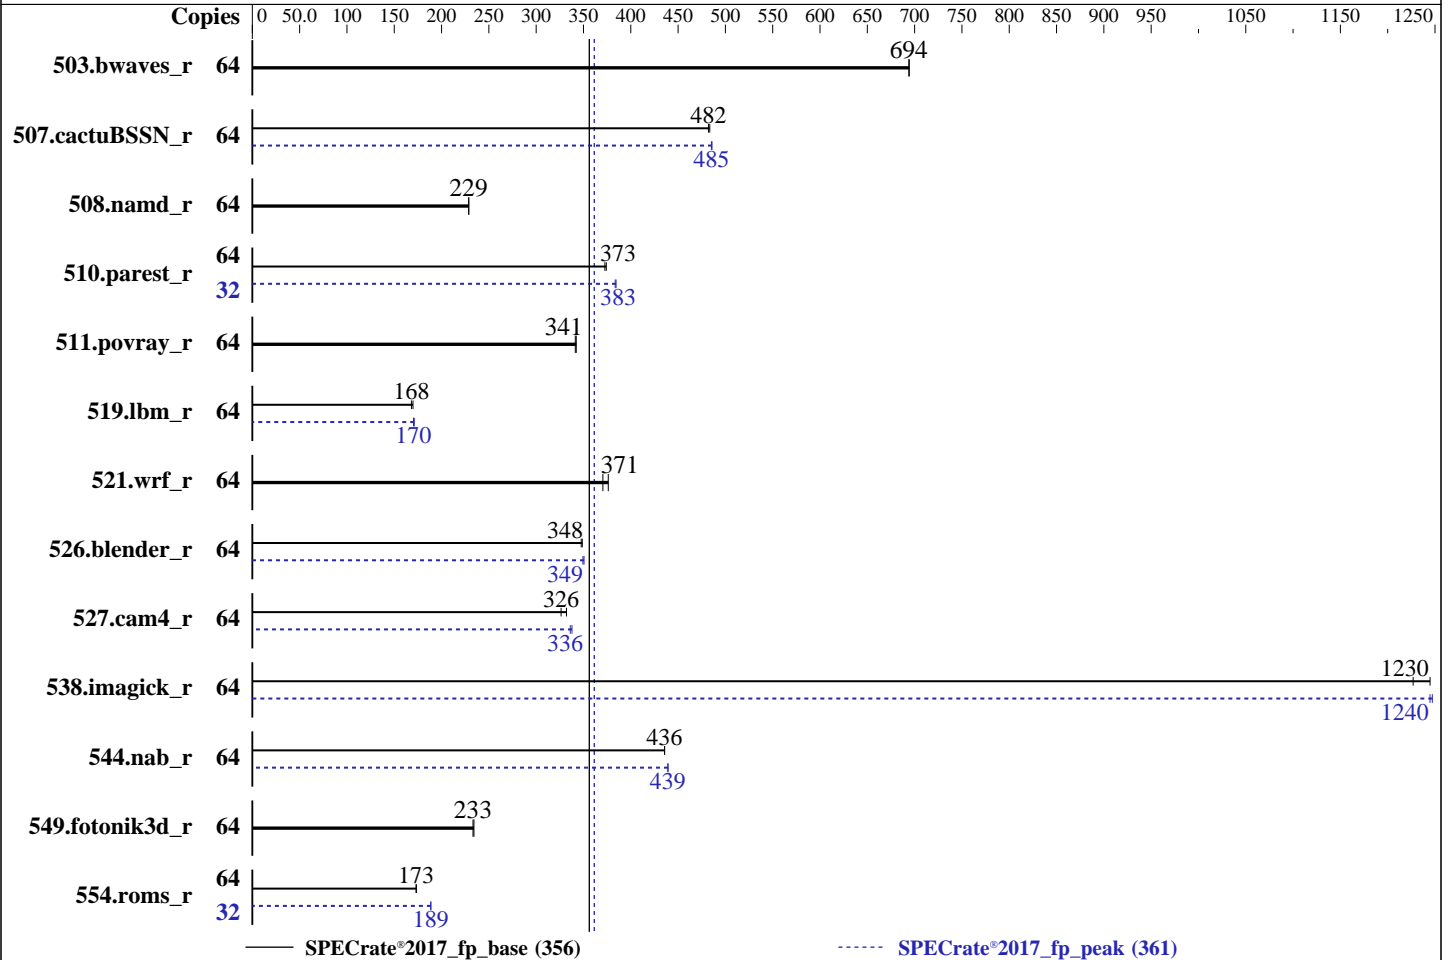 Copies 0 50.0 100 150 200 250 300 350 400 450 500 550 600 650 700 750 800 850 900 950 1050 1150 1250
503.bwaves_r 64 694
507.cactuBSSN_r 64 482
485
508.namd_r 64 229
510.parest_r 64 373
32 383
511.povray_r 64 341
519.lbm_r 64 168
170
521.wrf_r 64 371
526.blender_r 64 348
349
527.cam4_r 64 326
336
538.imagick_r 64 1230
1240
544.nab_r 64 436
439
549.fotonik3d_r 64 233
554.roms_r 64 173
32 189
SPECrate®2017_fp_base (356) SPECrate®2017_fp_peak (361)